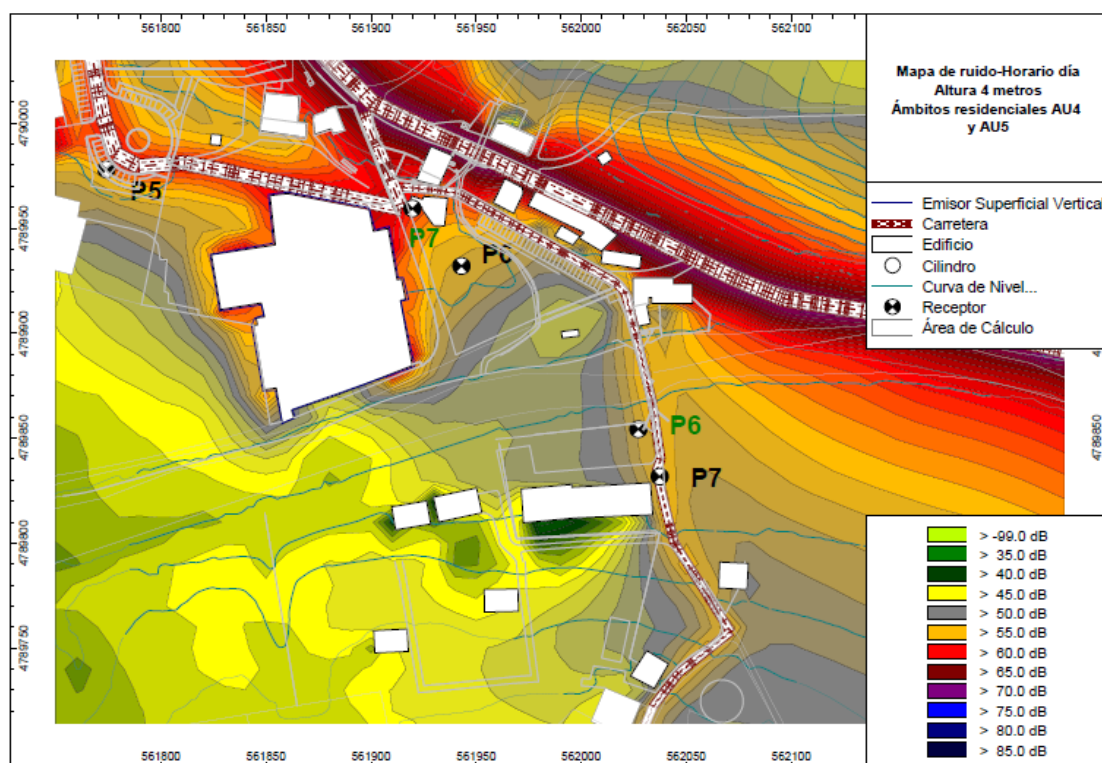 561800 561850 561900 561950 562000 562050 562100
Mapa de ruido-Horario día
Altura 4 metros
Ámbitos residenciales AU4
y AU5
Emisor Superficial Vertical
Carretera
Edificio
Cilindro
Curva de Nivel...
Receptor
Área de Cálculo
4790000
4789950
4789900
4789850
4789800
4789750
P5
P7
P6
P7
4789850
> -99.0 dB
> 35.0 dB
> 40.0 dB
> 45.0 dB
> 50.0 dB
> 55.0 dB
> 60.0 dB
> 65.0 dB
> 70.0 dB
> 75.0 dB
> 80.0 dB
> 85.0 dB
561800 561850 561900 561950 562000 562050 562100